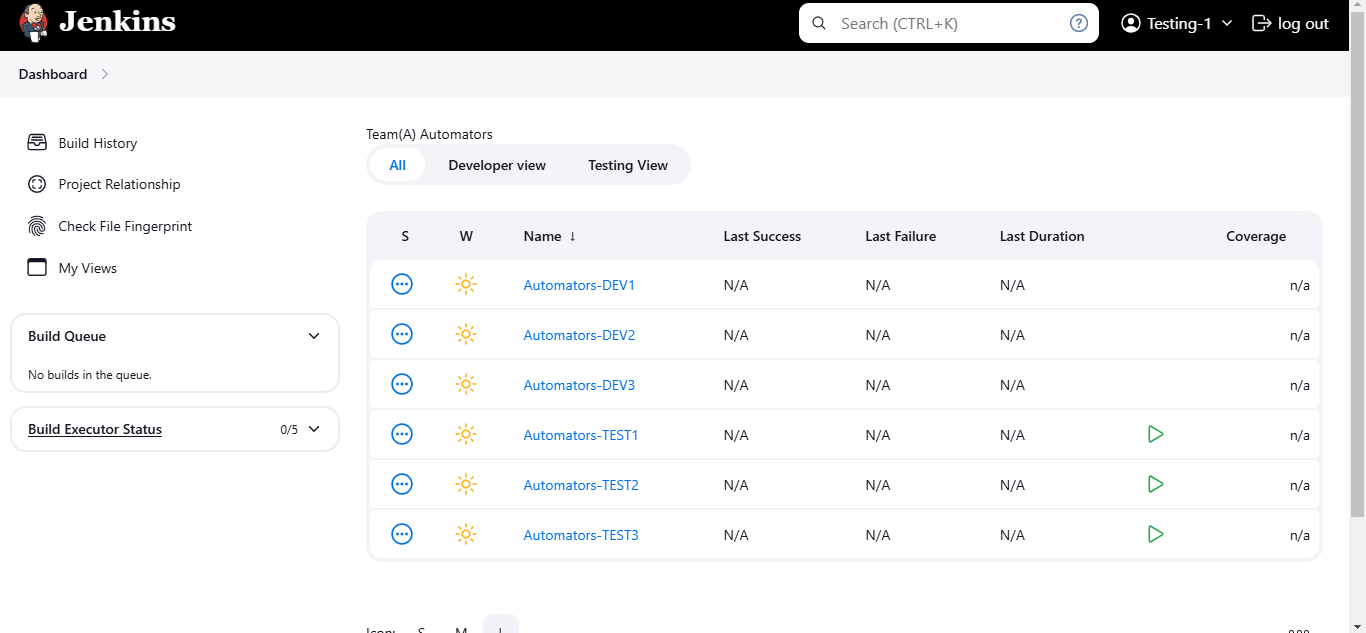 Jenkins
Search (CTRL+K)
?
Testing-1
log out
Dashboard
Build History
Project Relationship
Check File Fingerprint
My Views
Build Queue
No builds in the queue.
Build Executor Status 0/5
Team(A) Automators
All Developer view Testing View
S W Name ↓ Last Success Last Failure Last Duration Coverage
Automators-DEV1 N/A N/A N/A n/a
Automators-DEV2 N/A N/A N/A n/a
Automators-DEV3 N/A N/A N/A n/a
Automators-TEST1 N/A N/A N/A n/a
Automators-TEST2 N/A N/A N/A n/a
Automators-TEST3 N/A N/A N/A n/a
Icon: S M